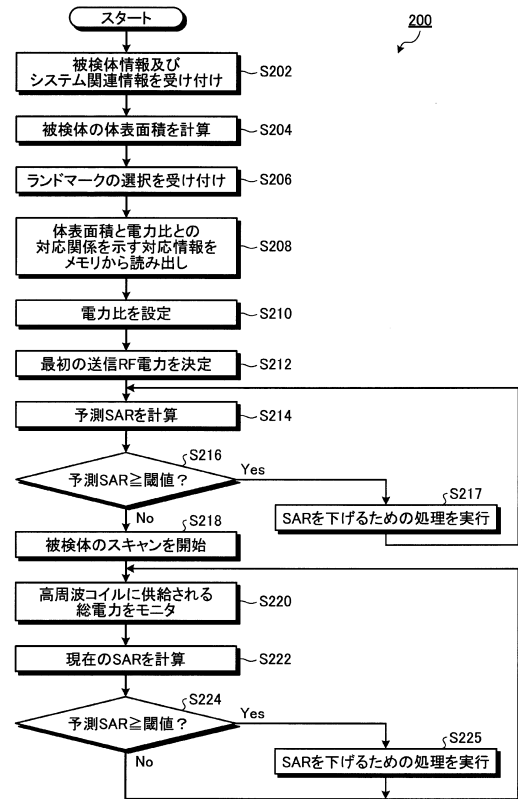 スタート
200
被検体情報及び
システム関連情報を受け付け
S202
被検体の体表面積を計算
S204
ランドマークの選択を受け付け
S206
体表面積と電力比との
対応関係を示す対応情報を
メモリから読み出し
S208
電力比を設定
S210
最初の送信RF電力を決定
S212
予測SARを計算
S214
S216
予測SAR≧閾値?
Yes
No
S217
SARを下げるための処理を実行
S218
被検体のスキャンを開始
高周波コイルに供給される
総電力をモニタ
S220
現在のSARを計算
S222
S224
予測SAR≧閾値?
Yes
No
S225
SARを下げるための処理を実行